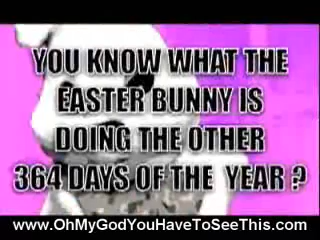 YOU KNOW WHAT THE
EASTER BUNNY IS
DOING THE OTHER
364 DAYS OF THE YEAR ?
www.OhMyGodYouHaveToSeeThis.com